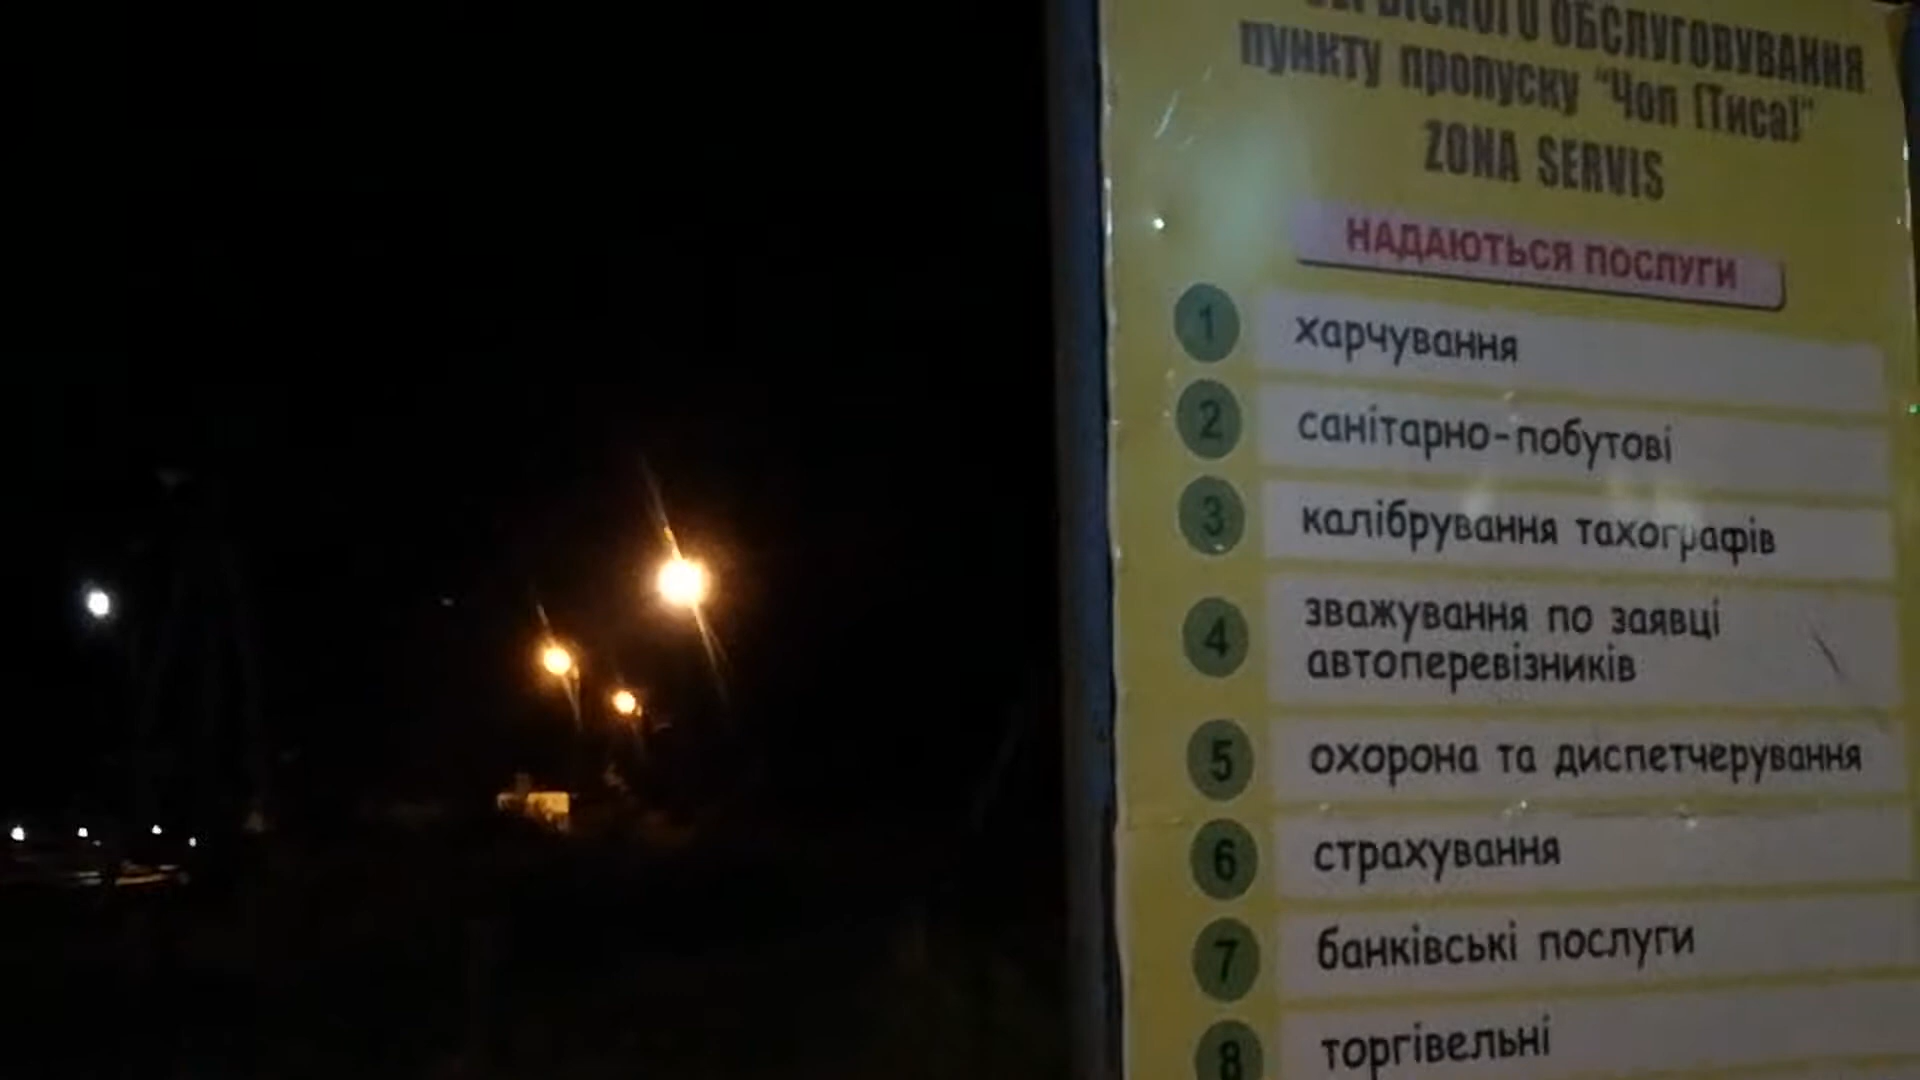 ОБСЛУГОВУВАННЯ
пункту пропуску "Чоп (Тиса)"
ZONA SERVIS
НАДАЮТЬСЯ ПОСЛУГИ
1 харчування
2 санітарно-побутові
3 калібрування тахографів
4 зважування по заявці
автоперевізників
5 охорона та диспетчерування
6 страхування
7 банківські послуги
8 торгівельні